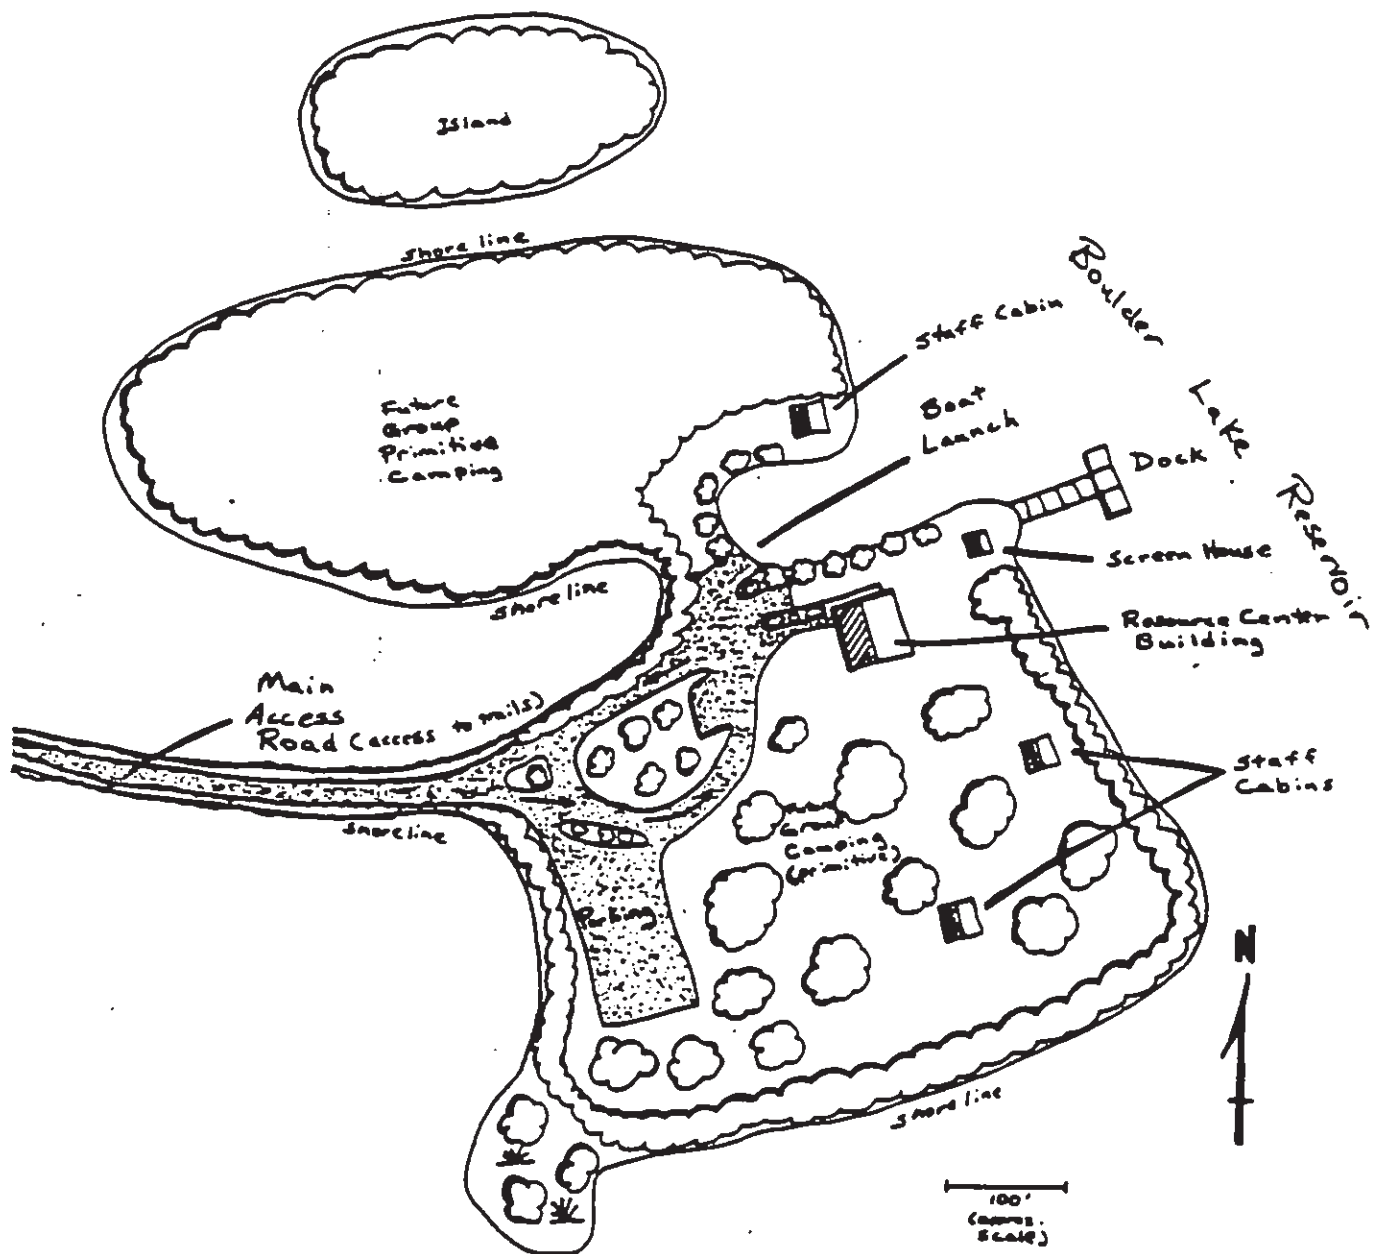 Island
shore line
Boulder
Lake
Reservoir
Staff Cabin
Boat
Launch
Dock
Future
Group
Primitive
Camping
Screen House
shore line
Resource Center
Building
Main
Access
Road (access to trails)
Staff
Cabins
shoreline
Group
Camping
(primitive)
Parking
N
shore line
100'
(approx.
scale)